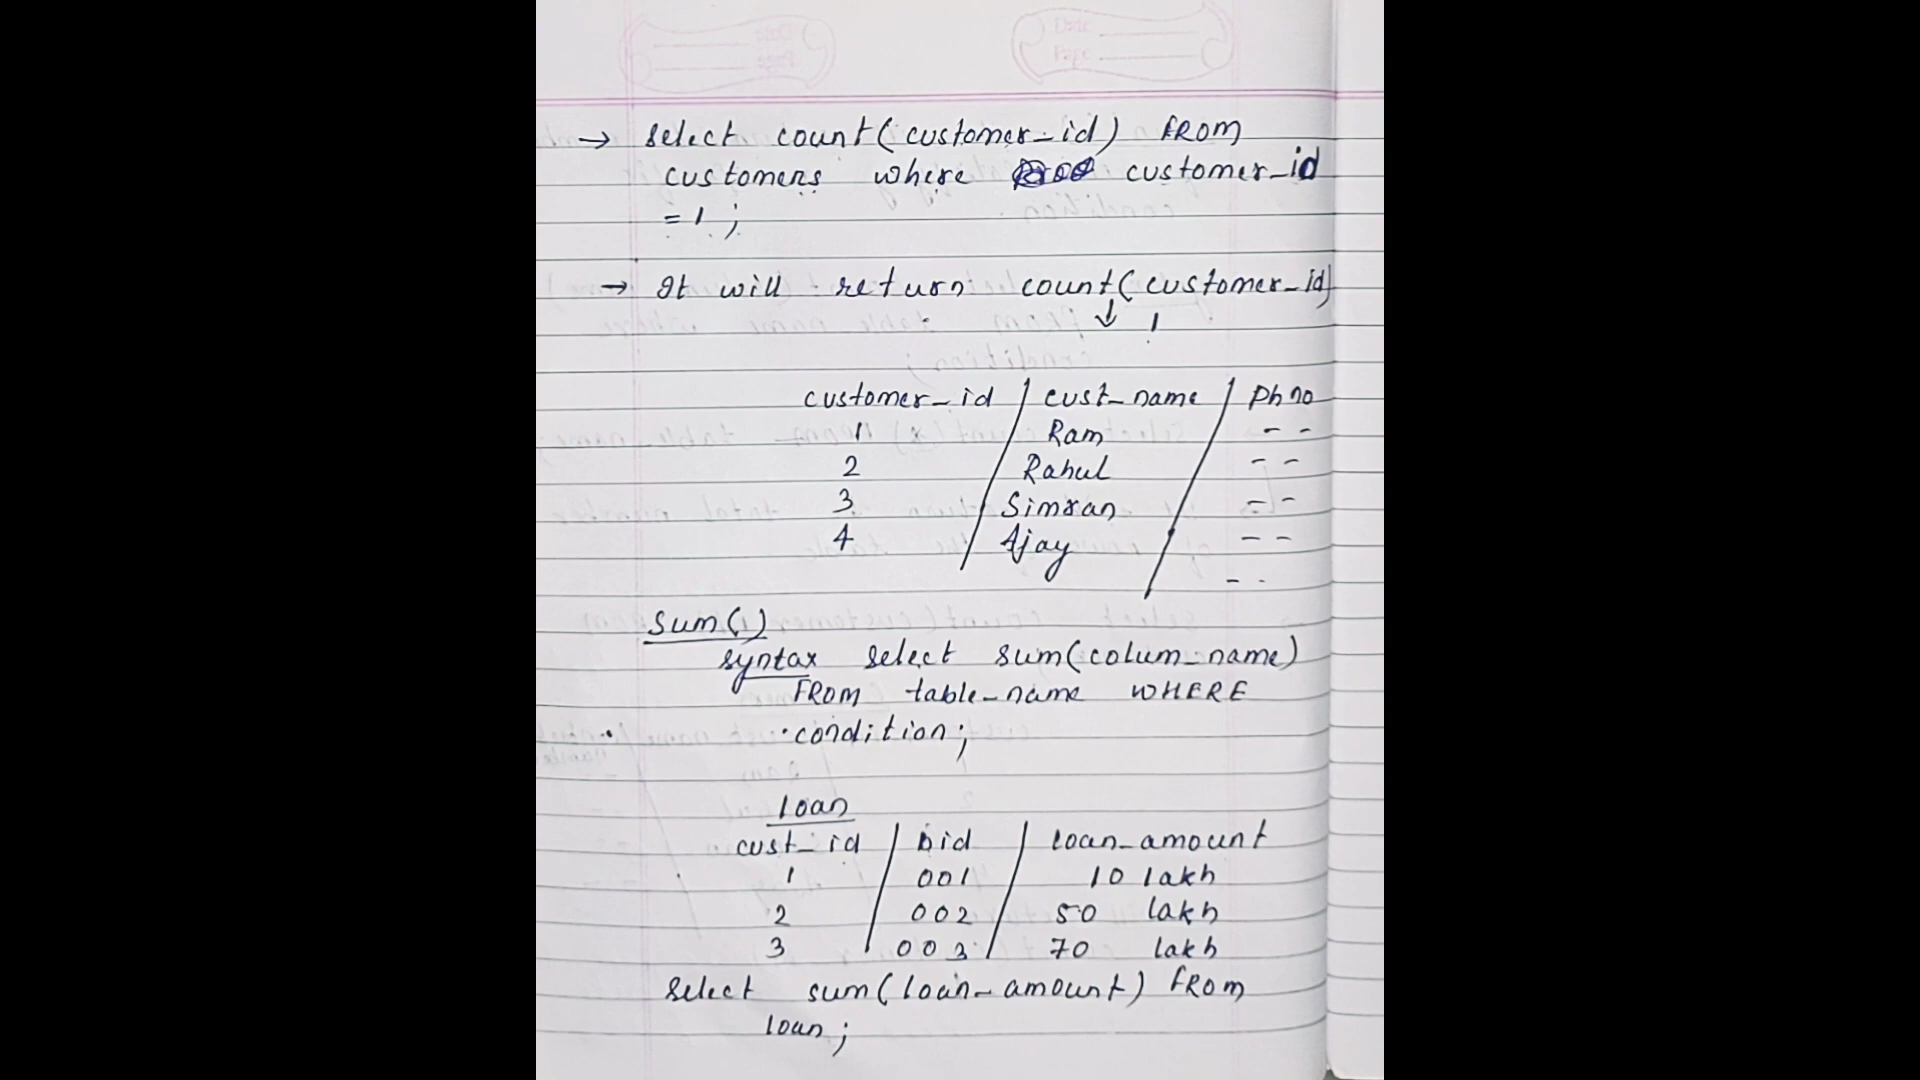 → select count(customer_id) FROM
customers where customer_id
=1 ;
→ It will return count(customer_id)
↓ 1
customer_id / cust_name / Ph no
1 Ram - -
2 Rahul - -
3 Simran - -
4 Ajay - -
- -
Sum()
syntax select sum(colum_name)
FROM table_name WHERE
condition;
loan
cust_id / bid / loan_amount
1 001 10 lakh
2 002 50 lakh
3 003 70 lakh
select sum(loan_amount) FROM
loan ;